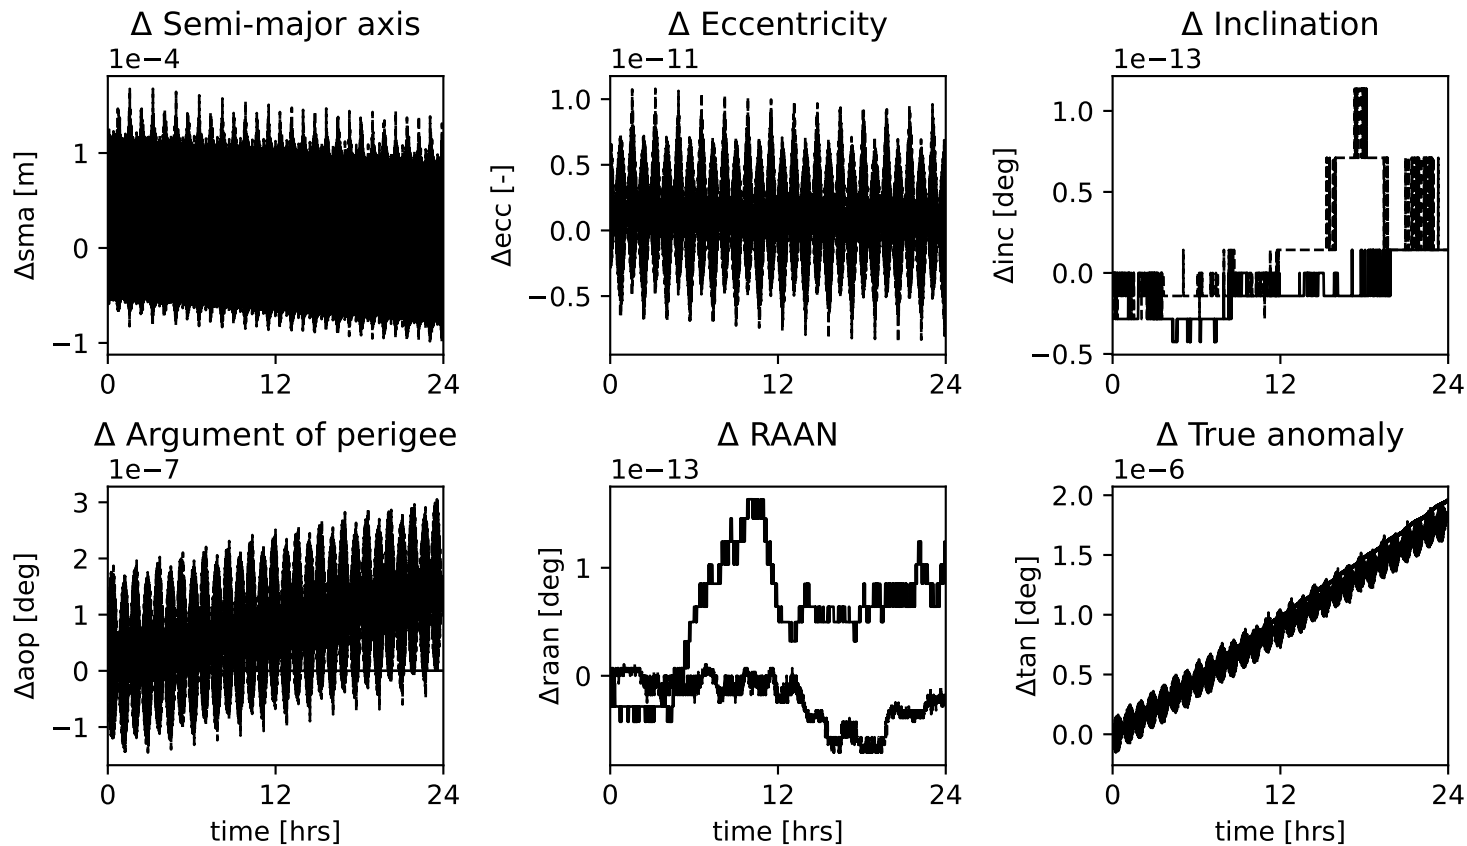 Δ Semi-major axis
1e−4
Δsma [m]
1
0
−1
0 12 24
Δ Eccentricity
1e−11
Δecc [-]
1.0
0.5
0.0
−0.5
0 12 24
Δ Inclination
1e−13
Δinc [deg]
1.0
0.5
0.0
−0.5
0 12 24
Δ Argument of perigee
1e−7
Δaop [deg]
3
2
1
0
−1
0 12 24
time [hrs]
Δ RAAN
1e−13
Δraan [deg]
1
0
0 12 24
time [hrs]
Δ True anomaly
1e−6
Δtan [deg]
2.0
1.5
1.0
0.5
0.0
0 12 24
time [hrs]